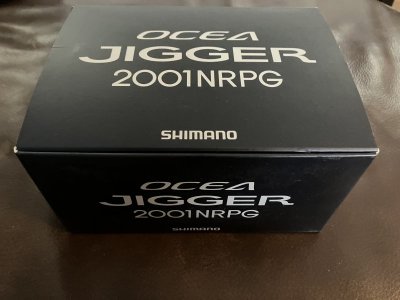 OCEA
JIGGER
2001NRPG
SHIMANO
OCEA
JIGGER
2001NRPG
SHIMANO